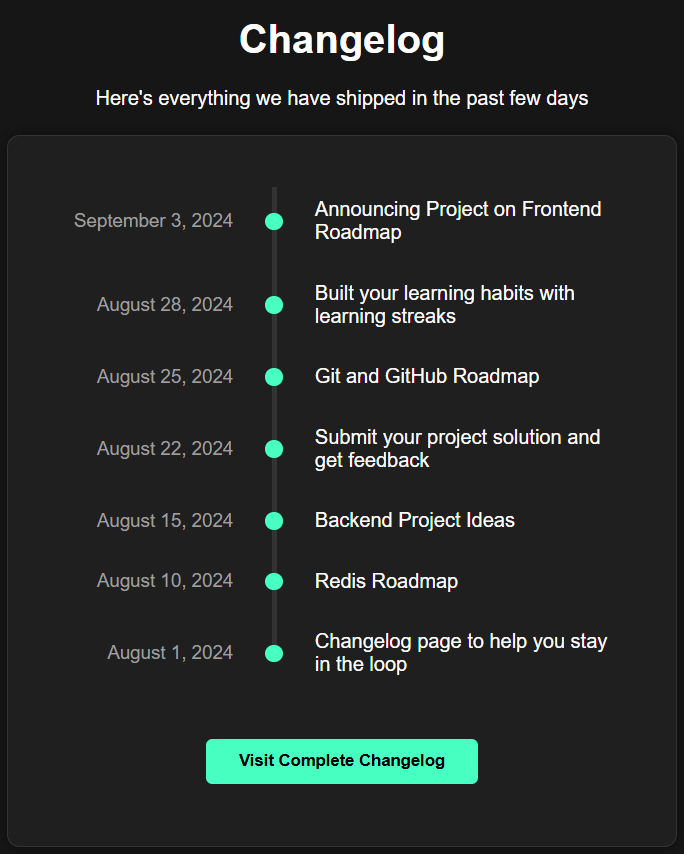 Changelog
Here's everything we have shipped in the past few days
September 3, 2024
Announcing Project on Frontend
Roadmap
August 28, 2024
Built your learning habits with
learning streaks
August 25, 2024
Git and GitHub Roadmap
August 22, 2024
Submit your project solution and
get feedback
August 15, 2024
Backend Project Ideas
August 10, 2024
Redis Roadmap
August 1, 2024
Changelog page to help you stay
in the loop
Visit Complete Changelog